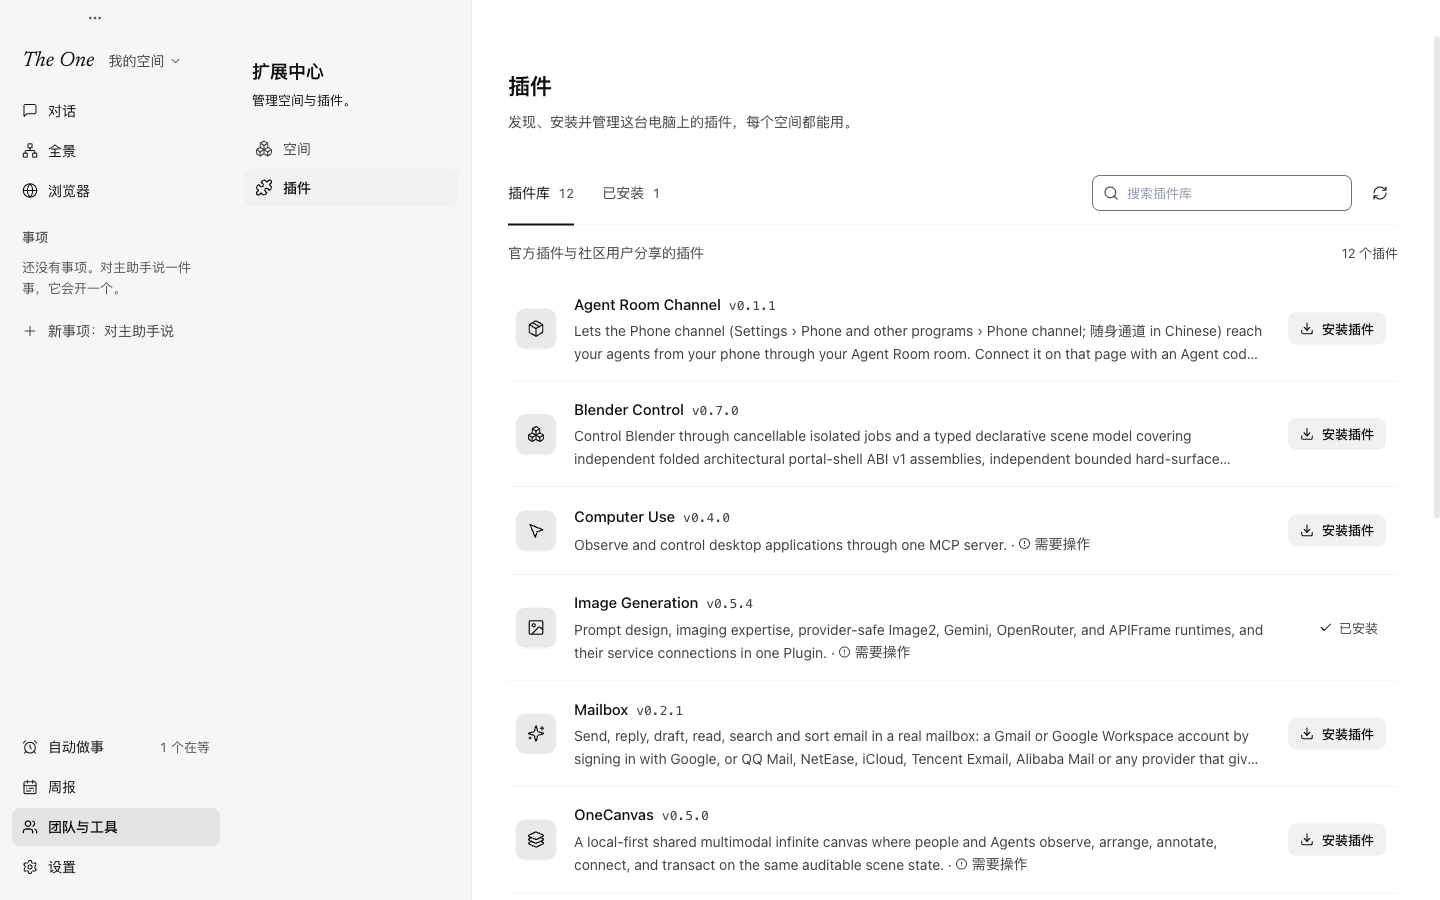 The One 我的空间
对话
全景
浏览器
事项
还没有事项。对主助手说一件
事，它会开一个。
新事项：对主助手说
自动做事 1 个在等
周报
团队与工具
设置
扩展中心
管理空间与插件。
空间
插件
插件
发现、安装并管理这台电脑上的插件，每个空间都能用。
插件库 12 已安装 1
搜索插件库
官方插件与社区用户分享的插件 12 个插件
Agent Room Channel v0.1.1
Lets the Phone channel (Settings › Phone and other programs › Phone channel; 随身通道 in Chinese) reach
your agents from your phone through your Agent Room room. Connect it on that page with an Agent cod...
安装插件
Blender Control v0.7.0
Control Blender through cancellable isolated jobs and a typed declarative scene model covering
independent folded architectural portal-shell ABI v1 assemblies, independent bounded hard-surface...
安装插件
Computer Use v0.4.0
Observe and control desktop applications through one MCP server. · 需要操作
安装插件
Image Generation v0.5.4
Prompt design, imaging expertise, provider-safe Image2, Gemini, OpenRouter, and APIFrame runtimes, and
their service connections in one Plugin. · 需要操作
已安装
Mailbox v0.2.1
Send, reply, draft, read, search and sort email in a real mailbox: a Gmail or Google Workspace account by
signing in with Google, or QQ Mail, NetEase, iCloud, Tencent Exmail, Alibaba Mail or any provider that giv...
安装插件
OneCanvas v0.5.0
A local-first shared multimodal infinite canvas where people and Agents observe, arrange, annotate,
connect, and transact on the same auditable scene state. · 需要操作
安装插件